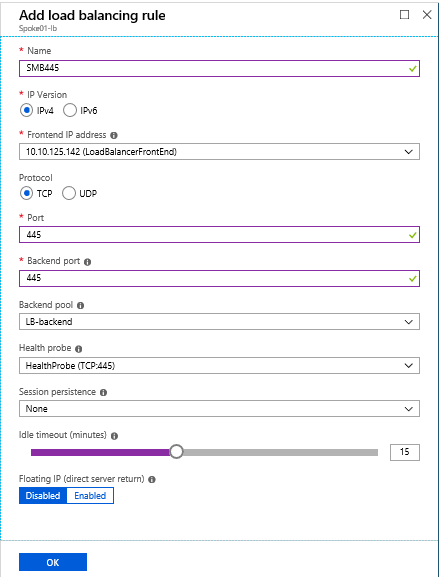 Add load balancing rule
Spoke01-lb
* Name
SMB445
* IP Version
IPv4 IPv6
* Frontend IP address
10.10.125.142 (LoadBalancerFrontEnd)
Protocol
TCP UDP
* Port
445
* Backend port
445
Backend pool
LB-backend
Health probe
HealthProbe (TCP:445)
Session persistence
None
Idle timeout (minutes)
15
Floating IP (direct server return)
Disabled Enabled
OK